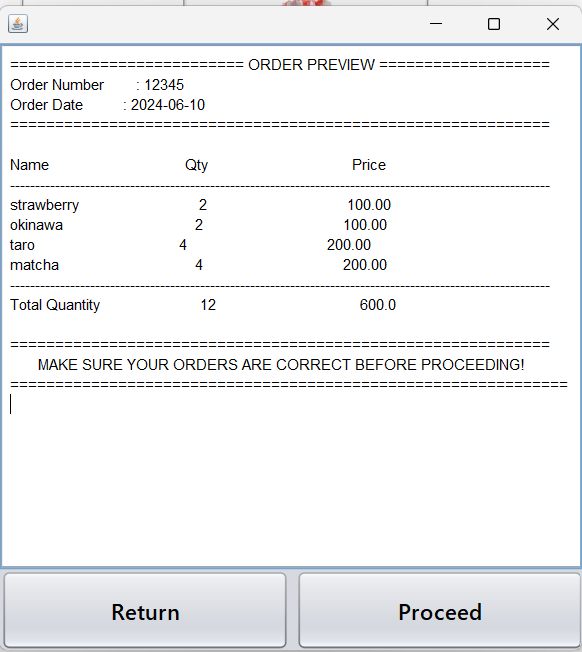 ========================== ORDER PREVIEW ===================
Order Number : 12345
Order Date : 2024-06-10
============================================================
Name Qty Price
------------------------------------------------------------
strawberry 2 100.00
okinawa 2 100.00
taro 4 200.00
matcha 4 200.00
------------------------------------------------------------
Total Quantity 12 600.0
============================================================
MAKE SURE YOUR ORDERS ARE CORRECT BEFORE PROCEEDING!
==============================================================
Return Proceed